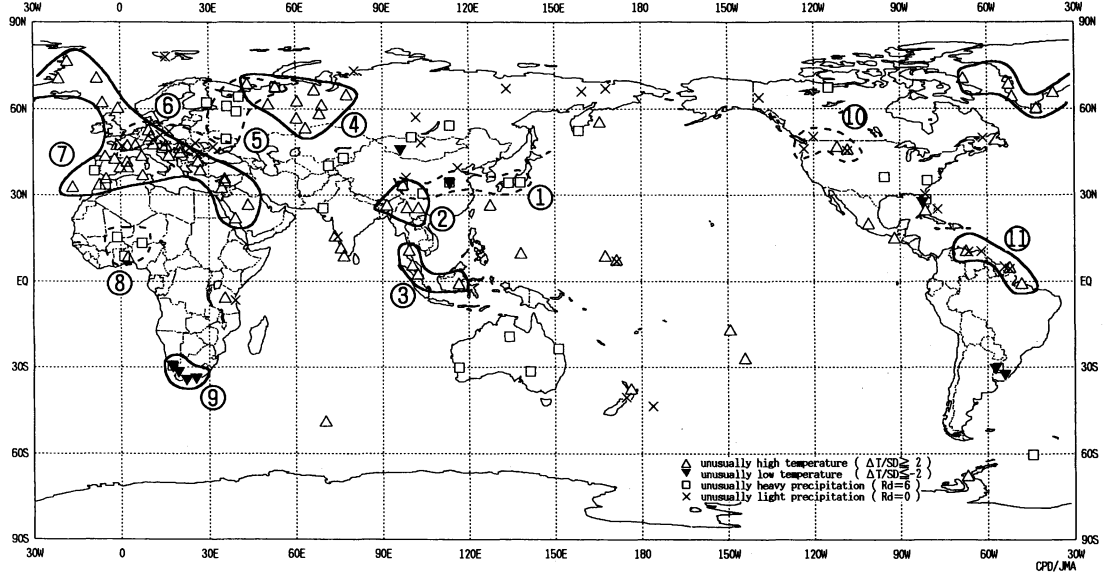 30W 0 30E 60E 90E 120E 150E 180 150W 120W 90W 60W 30W
90N 90N
60N 60N
30N 30N
EQ EQ
30S 30S
60S 60S
90S 90S
⑥
④
⑩
⑦
⑤
①
②
⑪
⑧
③
⑨
△ unusually high temperature ( ΔT/SD≧ 2 )
▼ unusually low temperature ( ΔT/SD≦-2 )
□ unusually heavy precipitation ( Rd=6 )
× unusually light precipitation ( Rd=0 )
30W 0 30E 60E 90E 120E 150E 180 150W 120W 90W 60W 30W
CPD/JMA